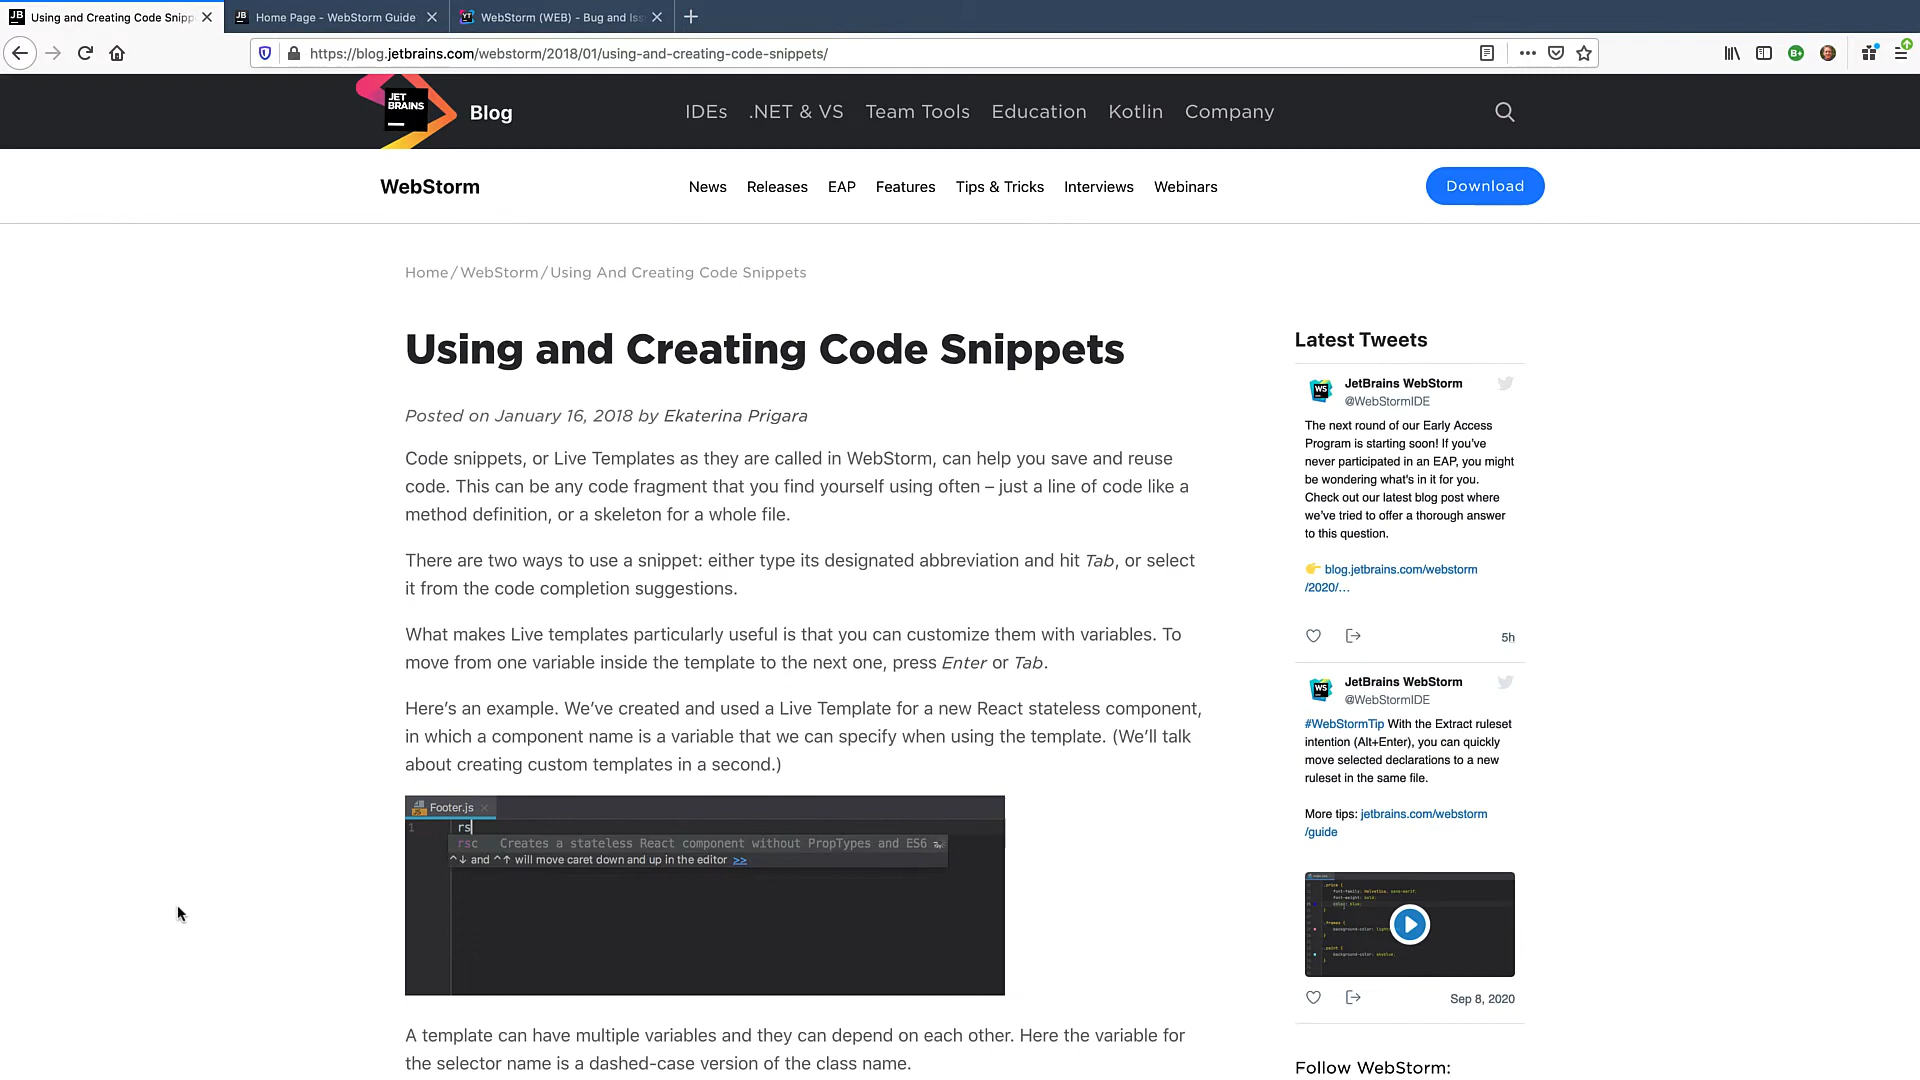 Using and Creating Code Snipp
Home Page - WebStorm Guide
WebStorm (WEB) - Bug and Iss
https://blog.jetbrains.com/webstorm/2018/01/using-and-creating-code-snippets/
JET
BRAINS
Blog
IDEs
.NET & VS
Team Tools
Education
Kotlin
Company
WebStorm
News
Releases
EAP
Features
Tips & Tricks
Interviews
Webinars
Download
Home / WebStorm / Using And Creating Code Snippets
Using and Creating Code Snippets
Posted on January 16, 2018 by Ekaterina Prigara
Code snippets, or Live Templates as they are called in WebStorm, can help you save and reuse
code. This can be any code fragment that you find yourself using often – just a line of code like a
method definition, or a skeleton for a whole file.
There are two ways to use a snippet: either type its designated abbreviation and hit Tab, or select
it from the code completion suggestions.
What makes Live templates particularly useful is that you can customize them with variables. To
move from one variable inside the template to the next one, press Enter or Tab.
Here's an example. We've created and used a Live Template for a new React stateless component,
in which a component name is a variable that we can specify when using the template. (We'll talk
about creating custom templates in a second.)
Footer.js
1 rs
rsc Creates a stateless React component without PropTypes and ES6
^↓ and ^↑ will move caret down and up in the editor >>
A template can have multiple variables and they can depend on each other. Here the variable for
the selector name is a dashed-case version of the class name.
Latest Tweets
WS
JetBrains WebStorm
@WebStormIDE
The next round of our Early Access
Program is starting soon! If you've
never participated in an EAP, you might
be wondering what's in it for you.
Check out our latest blog post where
we've tried to offer a thorough answer
to this question.
👉 blog.jetbrains.com/webstorm
/2020/…
5h
WS
JetBrains WebStorm
@WebStormIDE
#WebStormTip With the Extract ruleset
intention (Alt+Enter), you can quickly
move selected declarations to a new
ruleset in the same file.
More tips: jetbrains.com/webstorm
/guide
Sep 8, 2020
Follow WebStorm: